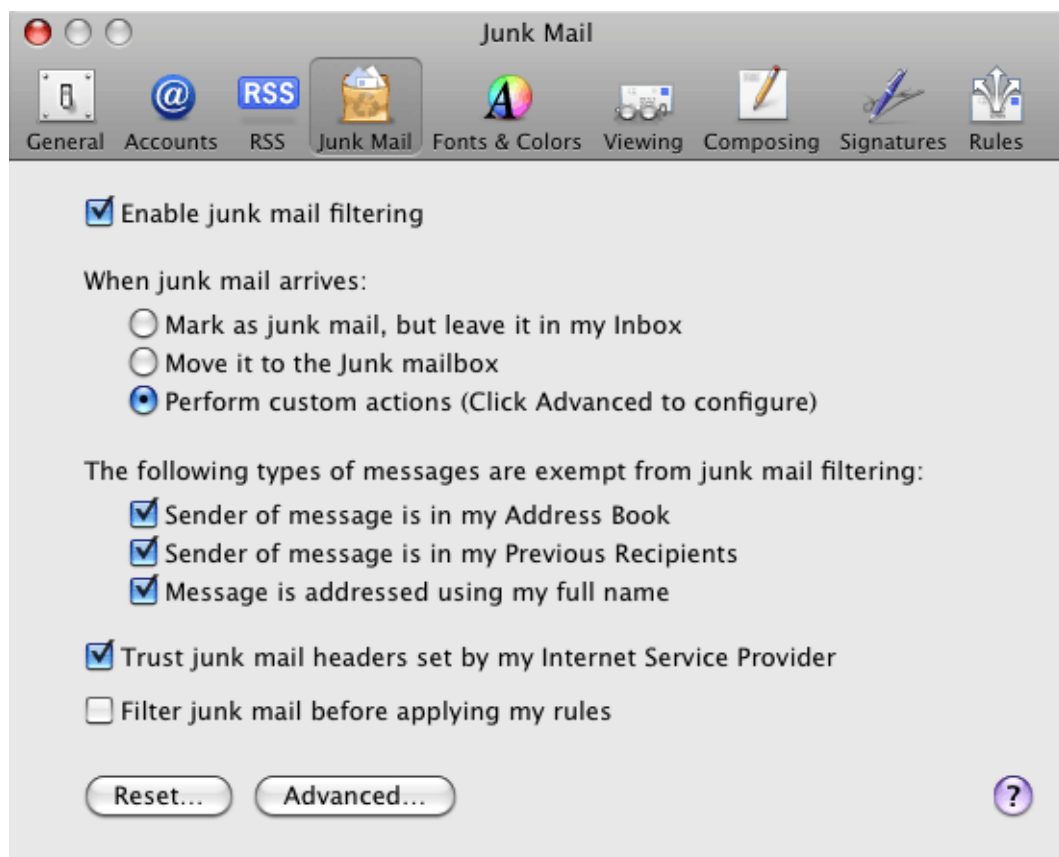 Junk Mail
RSS
General Accounts RSS Junk Mail Fonts & Colors Viewing Composing Signatures Rules
Enable junk mail filtering
When junk mail arrives:
Mark as junk mail, but leave it in my Inbox
Move it to the Junk mailbox
Perform custom actions (Click Advanced to configure)
The following types of messages are exempt from junk mail filtering:
Sender of message is in my Address Book
Sender of message is in my Previous Recipients
Message is addressed using my full name
Trust junk mail headers set by my Internet Service Provider
Filter junk mail before applying my rules
Reset... Advanced... ?